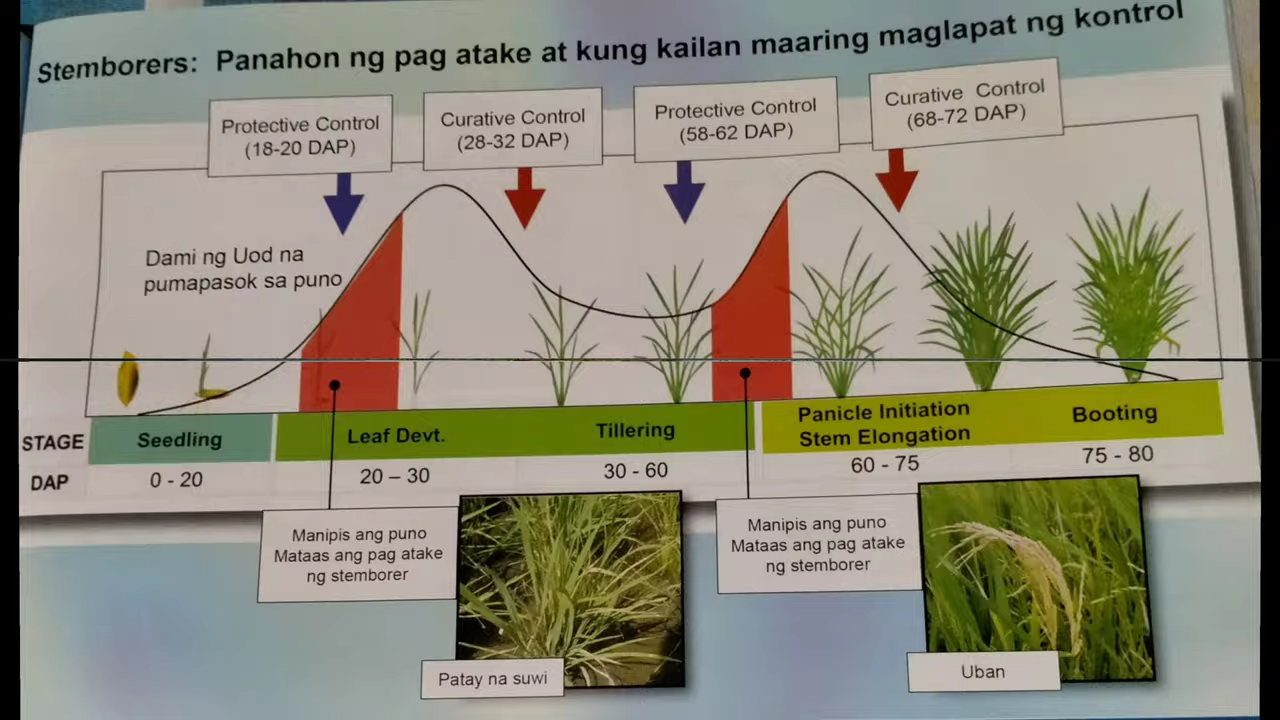 Stemborers: Panahon ng pag atake at kung kailan maaring maglapat ng kontrol
Protective Control
(18-20 DAP)
Curative Control
(28-32 DAP)
Protective Control
(58-62 DAP)
Curative Control
(68-72 DAP)
Dami ng Uod na
pumapasok sa puno
STAGE
Seedling
Leaf Devt.
Tillering
Panicle Initiation
Stem Elongation
Booting
DAP
0 - 20
20 – 30
30 - 60
60 - 75
75 - 80
Manipis ang puno
Mataas ang pag atake
ng stemborer
Manipis ang puno
Mataas ang pag atake
ng stemborer
Patay na suwi
Uban